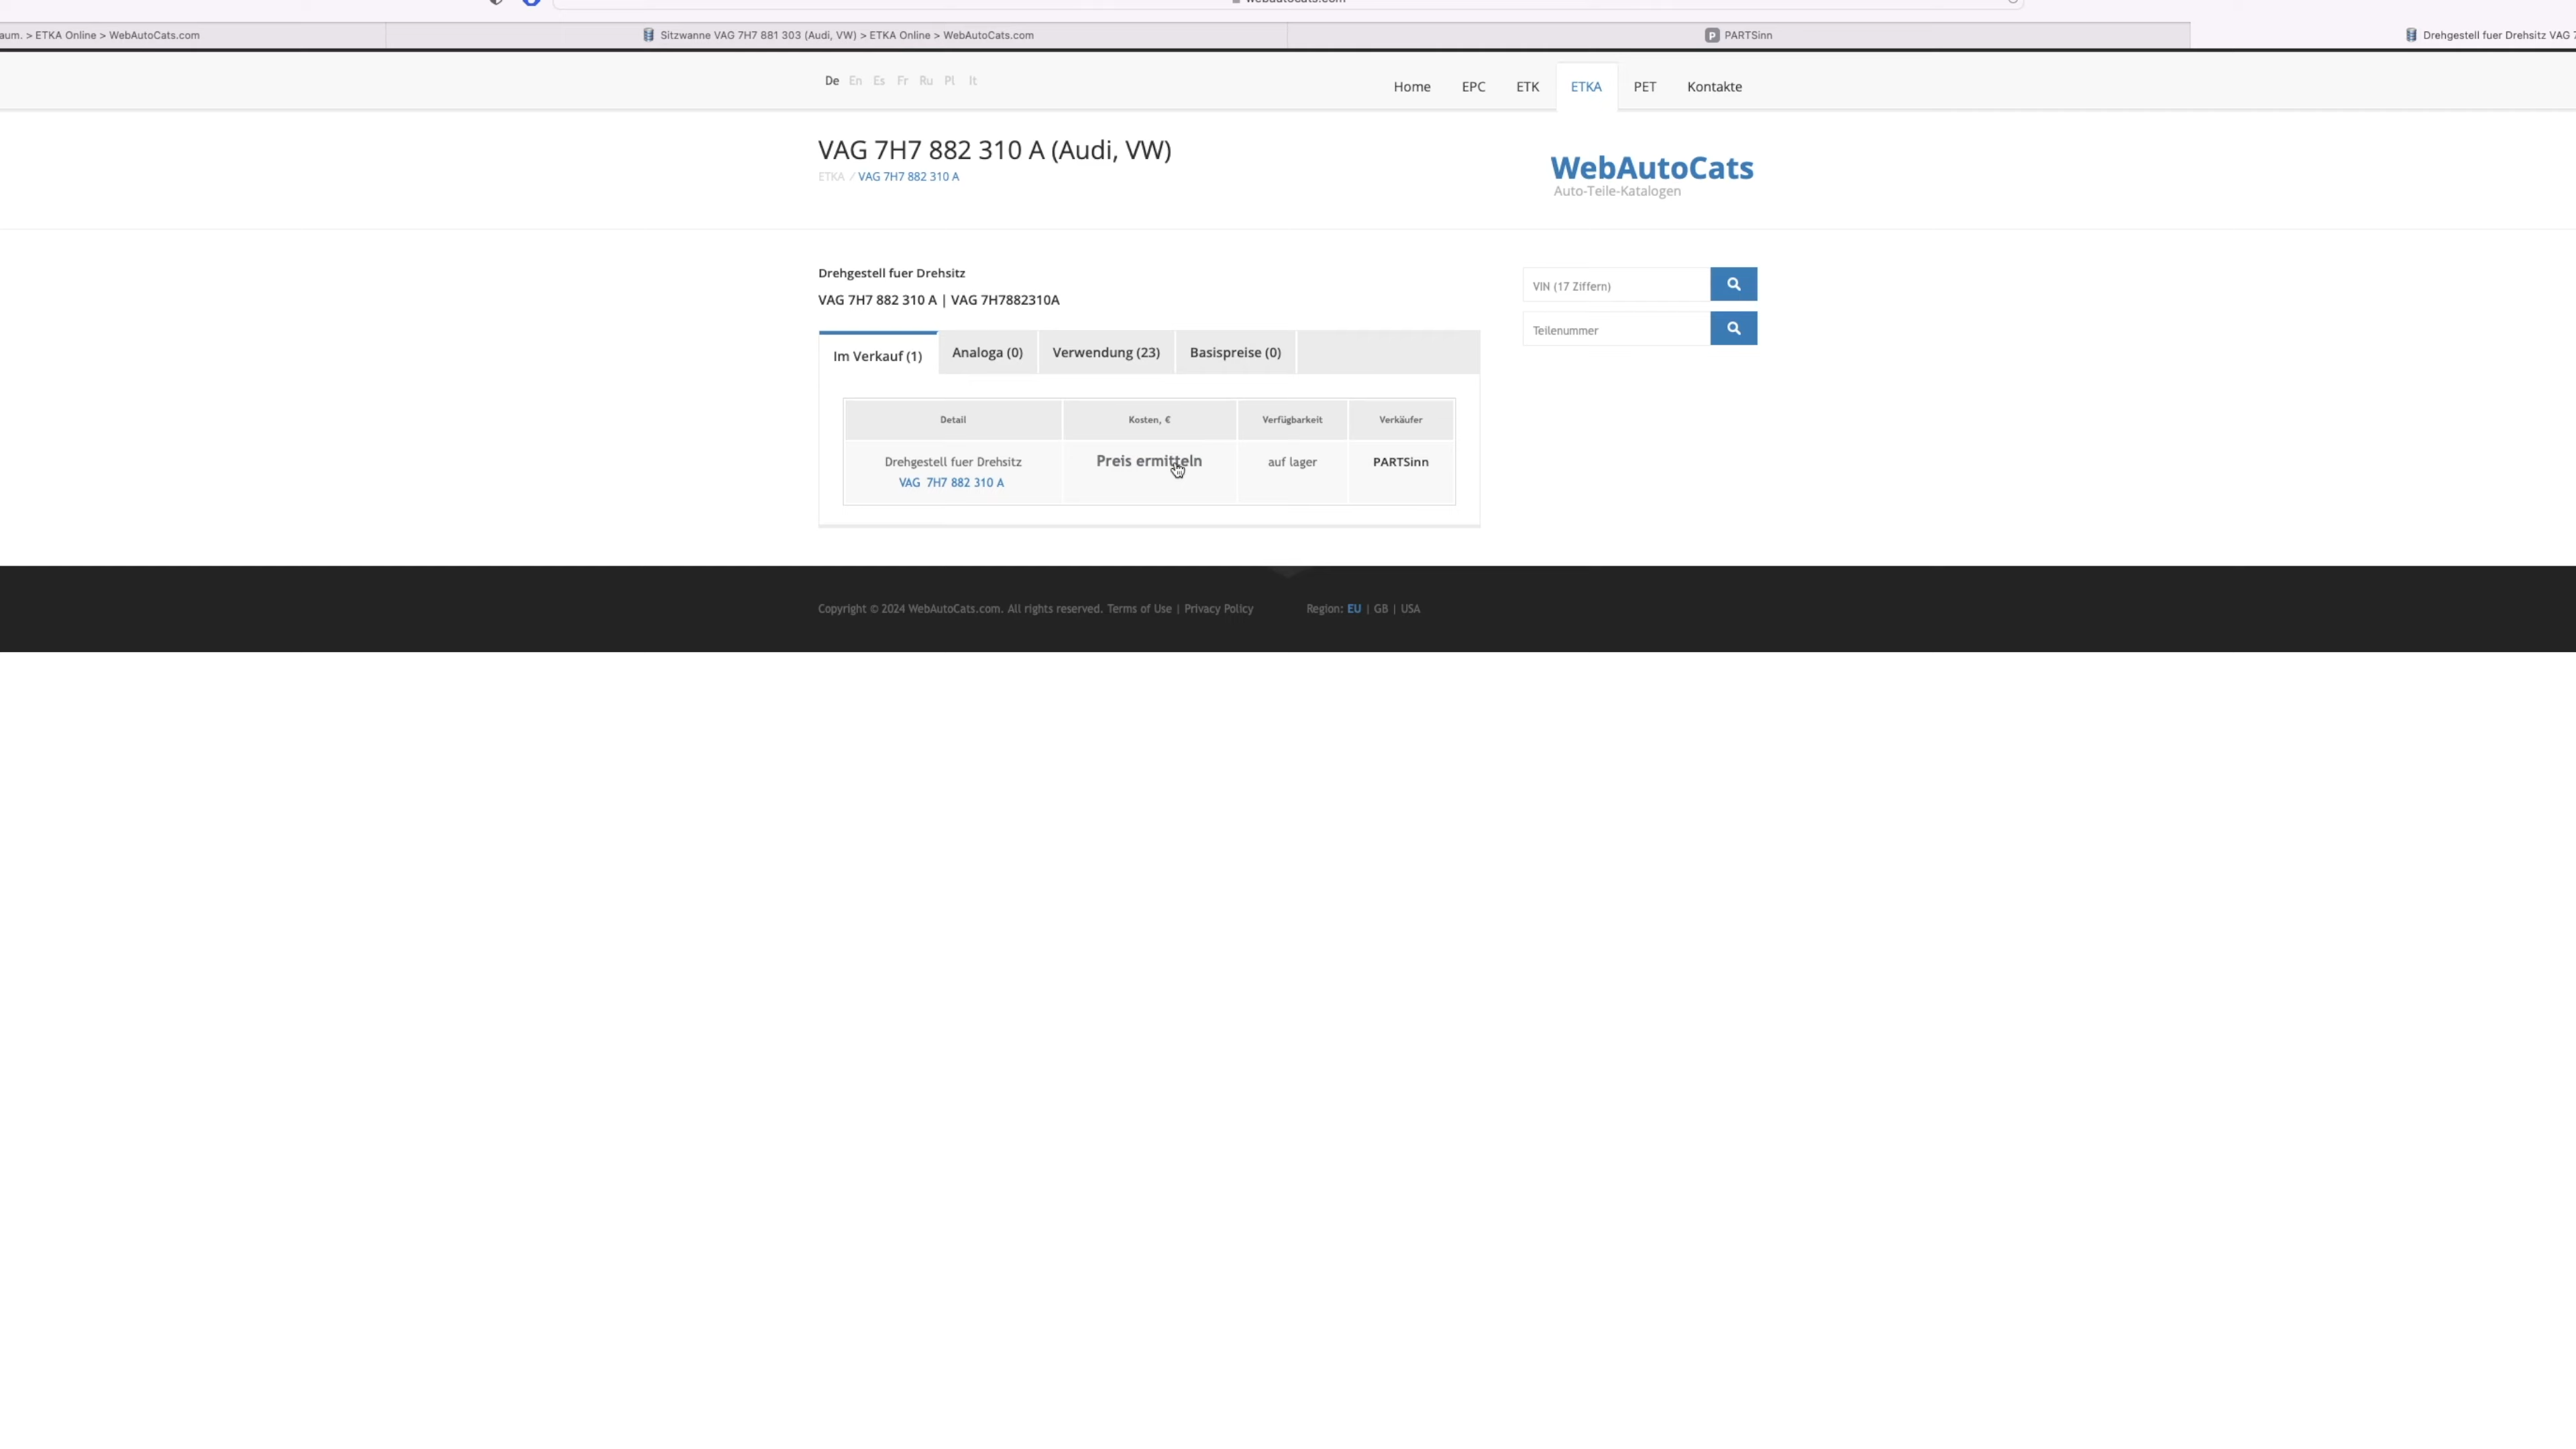 webautocats.com
aum. > ETKA Online > WebAutoCats.com
Sitzwanne VAG 7H7 881 303 (Audi, VW) > ETKA Online > WebAutoCats.com
PARTSinn
Drehgestell fuer Drehsitz VAG 7
De En Es Fr Ru Pl It
Home EPC ETK ETKA PET Kontakte
VAG 7H7 882 310 A (Audi, VW)
ETKA / VAG 7H7 882 310 A
WebAutoCats
Auto-Teile-Katalogen
Drehgestell fuer Drehsitz
VAG 7H7 882 310 A | VAG 7H7882310A
VIN (17 Ziffern)
Teilenummer
Im Verkauf (1) Analoga (0) Verwendung (23) Basispreise (0)
Detail Kosten, € Verfügbarkeit Verkäufer
Drehgestell fuer Drehsitz Preis ermitteln auf lager PARTSinn
VAG 7H7 882 310 A
Copyright © 2024 WebAutoCats.com. All rights reserved. Terms of Use | Privacy Policy Region: EU | GB | USA